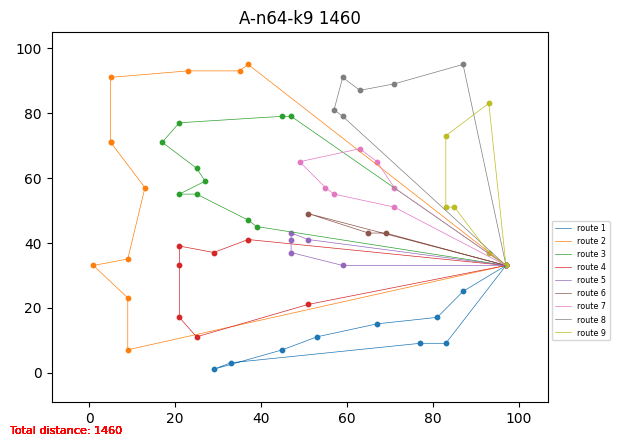 A-n64-k9 1460
100
80
60
40
20
0
0 20 40 60 80 100
route 1
route 2
route 3
route 4
route 5
route 6
route 7
route 8
route 9
Total distance: 1460